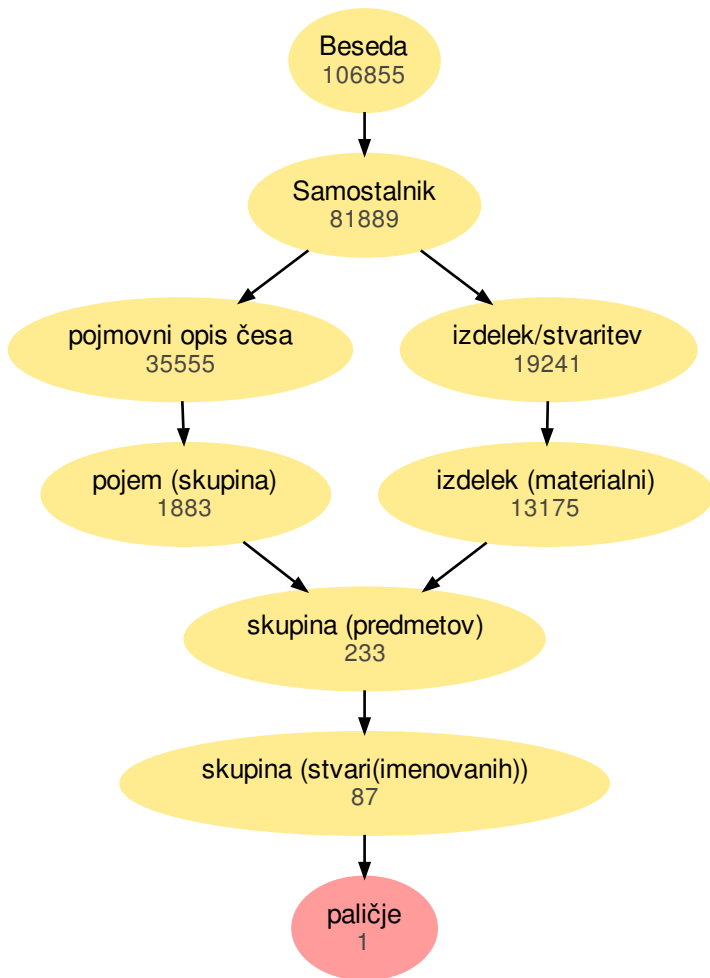 Beseda
106855
Samostalnik
81889
pojmovni opis česa
35555
izdelek/stvaritev
19241
pojem (skupina)
1883
izdelek (materialni)
13175
skupina (predmetov)
233
skupina (stvari(imenovanih))
87
paličje
1